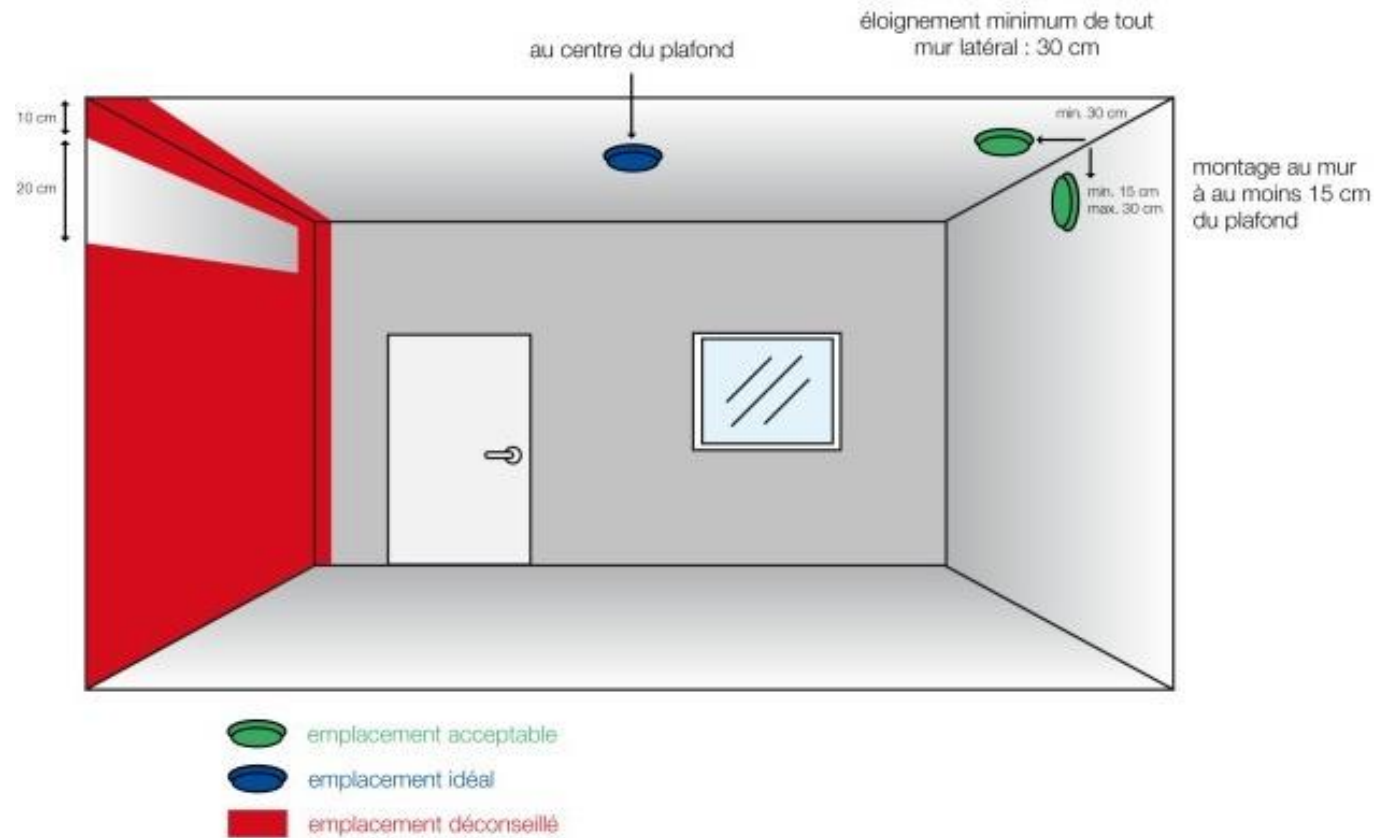 éloignement minimum de tout
mur latéral : 30 cm
au centre du plafond
10 cm
min. 30 cm
20 cm
montage au mur
à au moins 15 cm
du plafond
min. 15 cm
max. 30 cm
emplacement acceptable
emplacement idéal
emplacement déconseillé